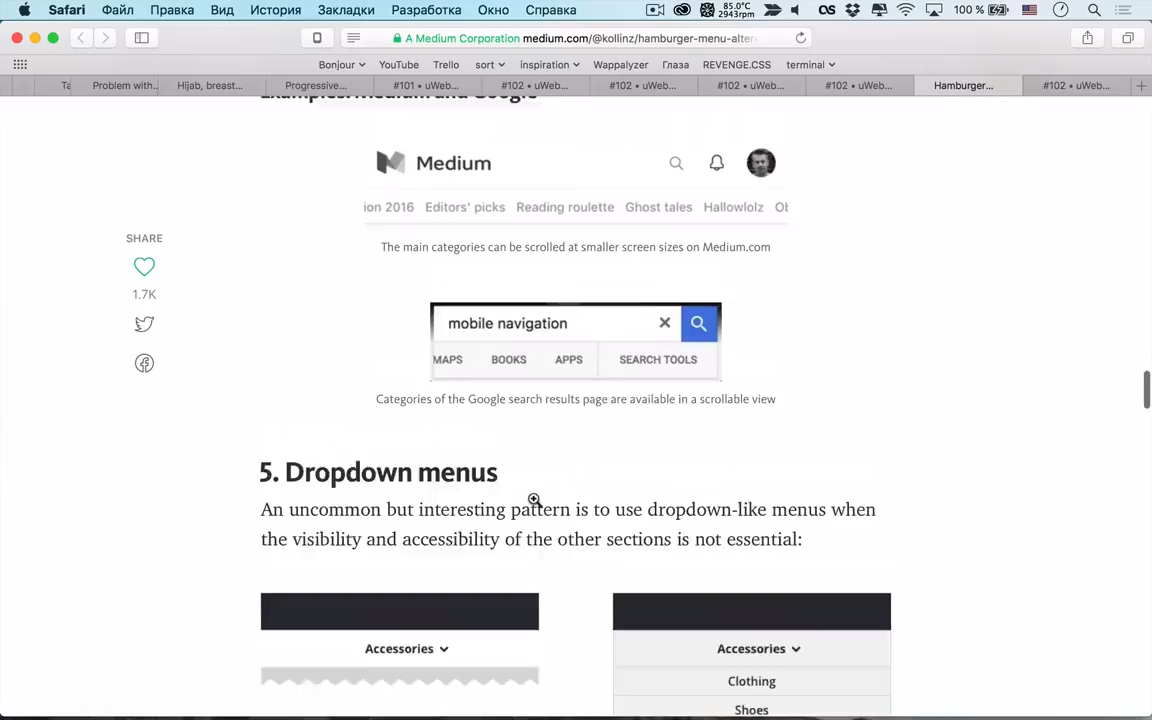 Safari Файл Правка Вид История Закладки Разработка Окно Справка 85.0°C 2943rpm 100 %
A Medium Corporation medium.com/@kollinz/hamburger-menu-alter
Bonjour YouTube Trello sort inspiration Wappalyzer Глаза REVENGE.CSS terminal
Ta Problem with... Hijab, breast... Progressive... #101 • uWeb... #102 • uWeb... #102 • uWeb... #102 • uWeb... #102 • uWeb... Hamburger... #102 • uWeb...
Examples: Medium and Google
Medium
ion 2016 Editors' picks Reading roulette Ghost tales Hallowlolz Ob
The main categories can be scrolled at smaller screen sizes on Medium.com
SHARE
1.7K
mobile navigation
MAPS BOOKS APPS SEARCH TOOLS
Categories of the Google search results page are available in a scrollable view
5. Dropdown menus
An uncommon but interesting pattern is to use dropdown-like menus when
the visibility and accessibility of the other sections is not essential:
Accessories
Accessories
Clothing
Shoes